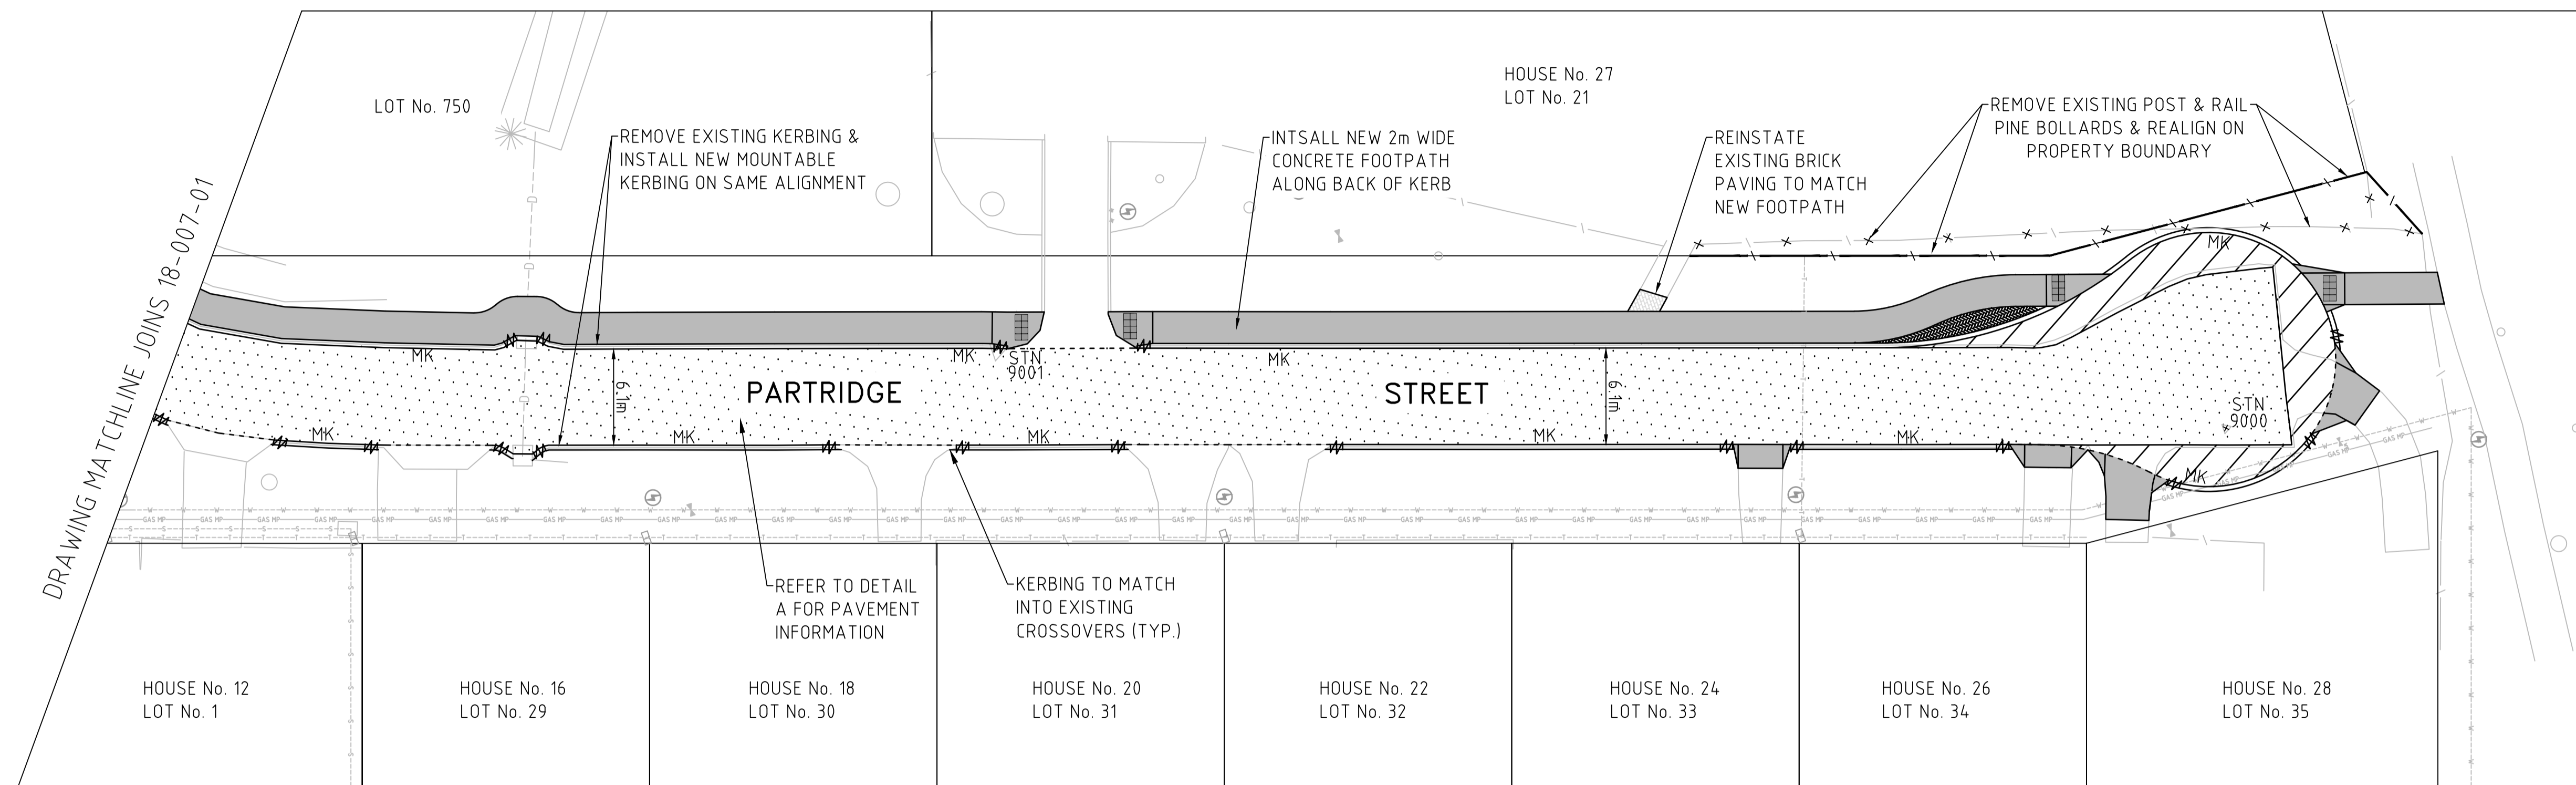 HOUSE No. 27
LOT No. 21
LOT No. 750
REMOVE EXISTING KERBING &
INSTALL NEW MOUNTABLE
KERBING ON SAME ALIGNMENT
INTSALL NEW 2m WIDE
CONCRETE FOOTPATH
ALONG BACK OF KERB
REINSTATE
EXISTING BRICK
PAVING TO MATCH
NEW FOOTPATH
REMOVE EXISTING POST & RAIL
PINE BOLLARDS & REALIGN ON
PROPERTY BOUNDARY
DRAWING MATCHLINE JOINS 18-007-01
MK
MK
MK
MK
STN
9001
6.1m
PARTRIDGE
STREET
6.1m
STN
9000
MK
MK
MK
MK
MK
MK
REFER TO DETAIL
A FOR PAVEMENT
INFORMATION
KERBING TO MATCH
INTO EXISTING
CROSSOVERS (TYP.)
HOUSE No. 12
LOT No. 1
HOUSE No. 16
LOT No. 29
HOUSE No. 18
LOT No. 30
HOUSE No. 20
LOT No. 31
HOUSE No. 22
LOT No. 32
HOUSE No. 24
LOT No. 33
HOUSE No. 26
LOT No. 34
HOUSE No. 28
LOT No. 35